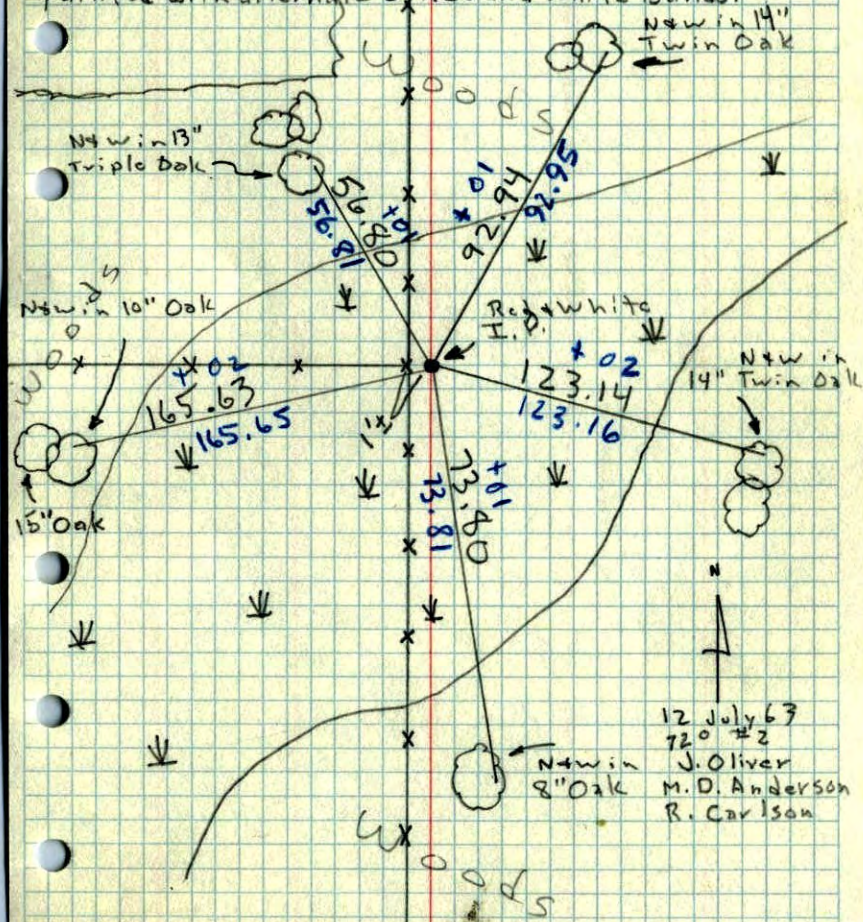 N&W in 14"
Twin Oak
Woods
N&W in 13"
Triple Oak
56.80
+01
56.81
+01
92.94
92.95
Woods
N&W in 10" Oak
Red & White
I.P.
+02
165.63
165.65
+02
123.14
123.16
N&W in
14" Twin Oak
1'±
15" Oak
+01
73.80
73.81
N
12 July 63
72° #2
J. Oliver
M. D. Anderson
R. Carlson
N&W in
8" Oak
Woods